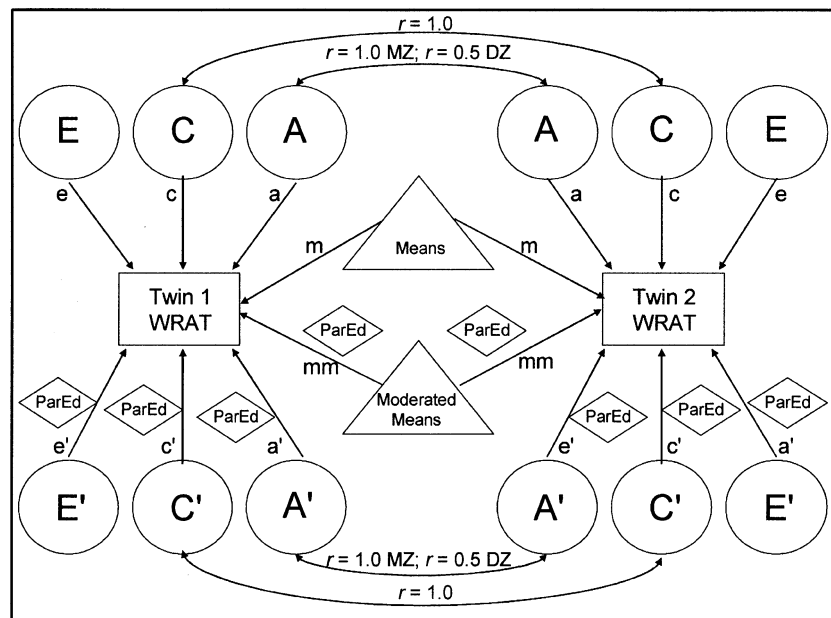 r = 1.0
r = 1.0 MZ; r = 0.5 DZ
E C A A C E
e c a a c e
m Means m
Twin 1
WRAT
Twin 2
WRAT
ParEd ParEd
mm mm
Moderated
Means
ParEd ParEd ParEd ParEd ParEd ParEd
e' c' a' e' c' a'
E' C' A' A' C' E'
r = 1.0 MZ; r = 0.5 DZ
r = 1.0